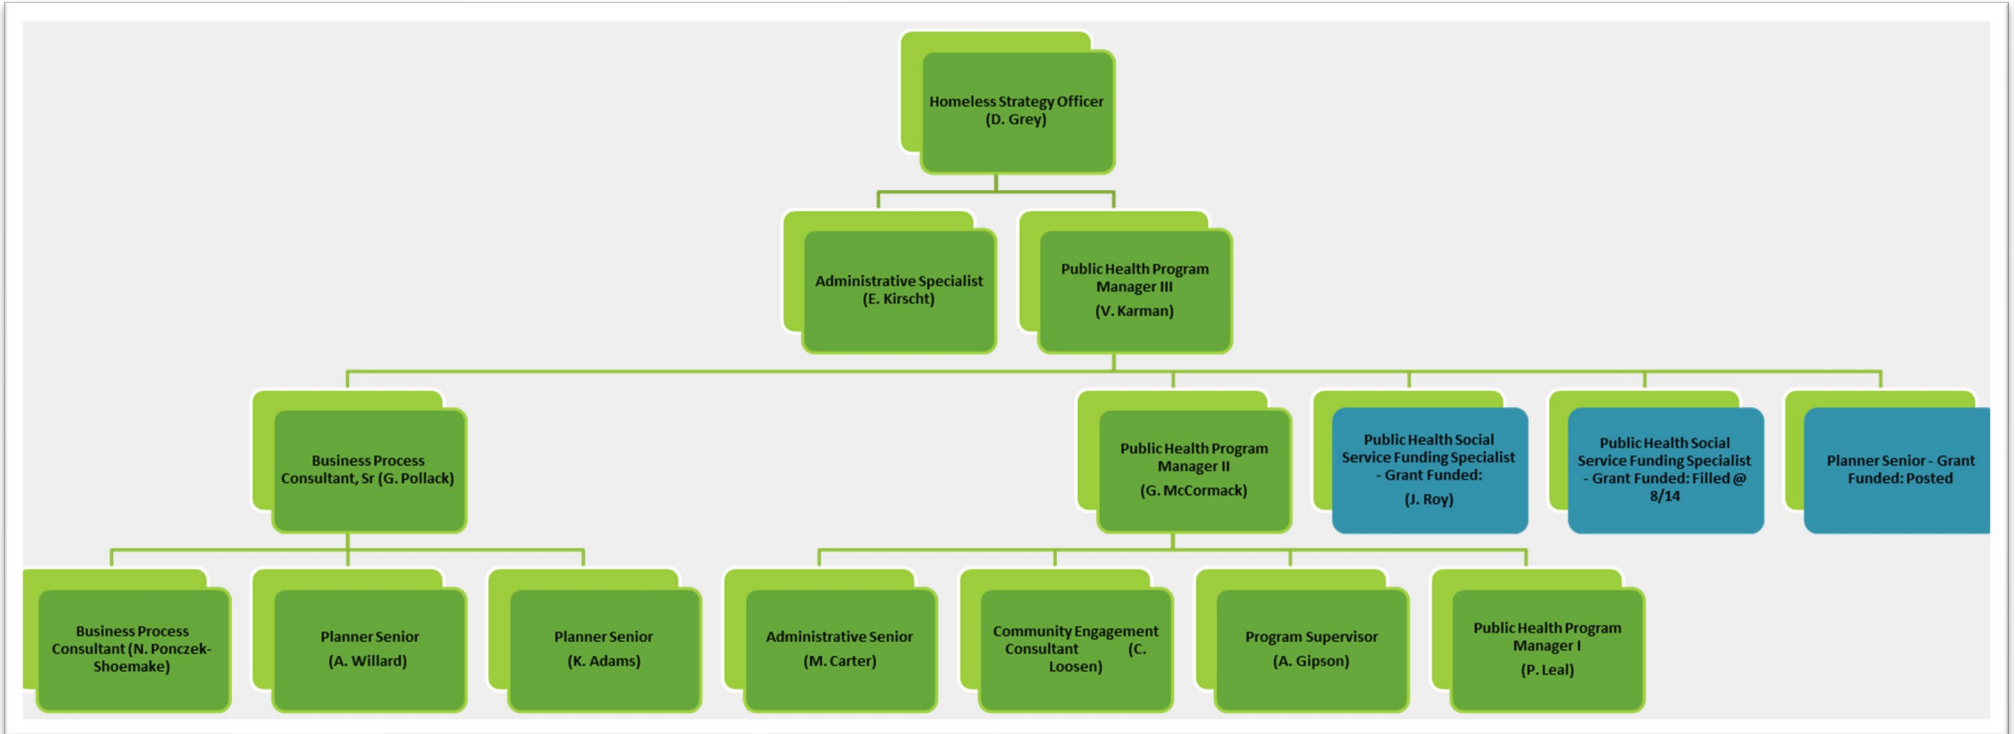 Homeless Strategy Officer
(D. Grey)
Administrative Specialist
(E. Kirscht)
Public Health Program
Manager III
(V. Karman)
Business Process
Consultant, Sr (G. Pollack)
Public Health Program
Manager II
(G. McCormack)
Public Health Social
Service Funding Specialist
- Grant Funded:
(J. Roy)
Public Health Social
Service Funding Specialist
- Grant Funded: Filled @
8/14
Planner Senior - Grant
Funded: Posted
Business Process
Consultant (N. Ponczek-
Shoemake)
Planner Senior
(A. Willard)
Planner Senior
(K. Adams)
Administrative Senior
(M. Carter)
Community Engagement
Consultant (C.
Loosen)
Program Supervisor
(A. Gipson)
Public Health Program
Manager I
(P. Leal)